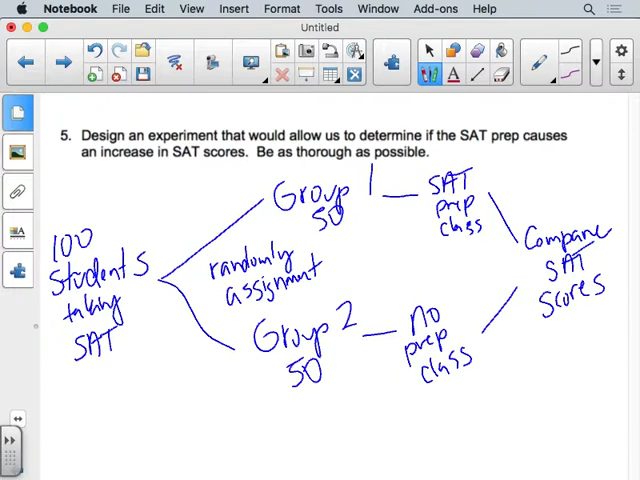 Notebook File Edit View Insert Format Tools Window Add-ons Help
Untitled
5. Design an experiment that would allow us to determine if the SAT prep causes
an increase in SAT scores. Be as thorough as possible.
100
Students
taking
SAT
randomly
assignment
Group 1
50
SAT
prep
class
Group 2
50
no
prep
class
Compare
SAT
Scores